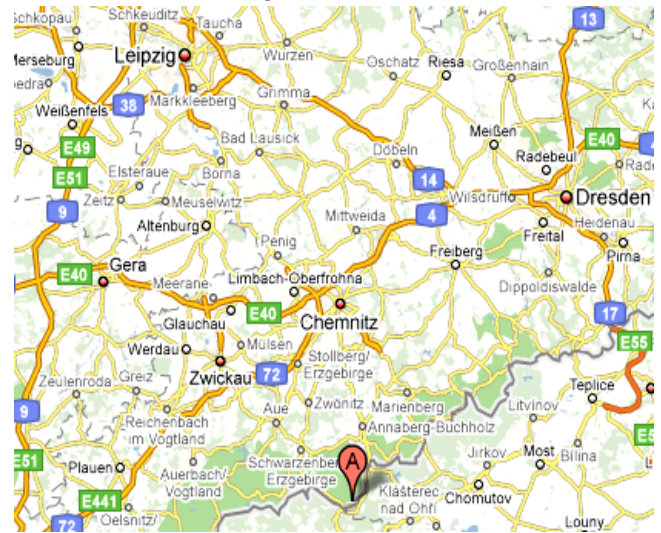 Schkopau
Schkeuditz
Taucha
13
Leipzig
Merseburg
Wurzen
Oschatz
Riesa
Großenhain
Markkleeberg
Grimma
38
Weißenfels
Meißen
E49
Bad Lausick
Döbeln
E40
4
Radebeul
Elsteraue
Borna
E51
14
Zeitz
Meuselwitz
Wilsdruff
Dresden
9
Altenburg
Mittweida
4
Freital
Heidenau
Penig
Freiberg
Pirna
Gera
E40
Meerane
Limbach-Oberfrohna
Dippoldiswalde
Glauchau
E40
Chemnitz
17
Werdau
Mülsen
E55
Stollberg/
Erzgebirge
Zwickau
72
Zeulenroda
Greiz
Teplice
9
Aue
Zwönitz
Marienberg
Litvínov
Reichenbach
im Vogtland
Annaberg-Buchholz
E51
Schwarzenberg/
Erzgebirge
A
Jirkov
Most
Bílina
Plauen
Auerbach/
Vogtland
Klášterec
nad Ohří
Chomutov
E441
Oelsnitz/
72
Louny